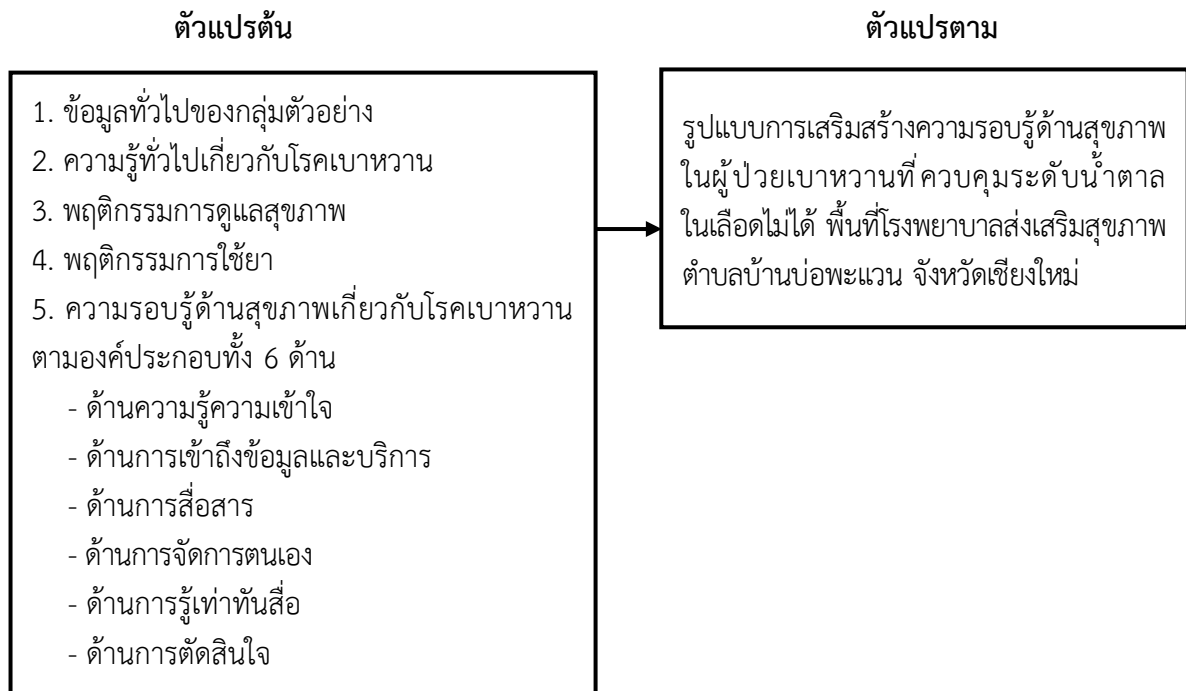 ตัวแปรต้น
1. ข้อมูลทั่วไปของกลุ่มตัวอย่าง
2. ความรู้ทั่วไปเกี่ยวกับโรคเบาหวาน
3. พฤติกรรมการดูแลสุขภาพ
4. พฤติกรรมการใช้ยา
5. ความรอบรู้ด้านสุขภาพเกี่ยวกับโรคเบาหวาน
ตามองค์ประกอบทั้ง 6 ด้าน
- ด้านความรู้ความเข้าใจ
- ด้านการเข้าถึงข้อมูลและบริการ
- ด้านการสื่อสาร
- ด้านการจัดการตนเอง
- ด้านการรู้เท่าทันสื่อ
- ด้านการตัดสินใจ
ตัวแปรตาม
รูปแบบการเสริมสร้างความรอบรู้ด้านสุขภาพ
ในผู้ป่วยเบาหวานที่ควบคุมระดับน้ำตาล
ในเลือดไม่ได้ พื้นที่โรงพยาบาลส่งเสริมสุขภาพ
ตำบลบ้านบ่อพะแวน จังหวัดเชียงใหม่